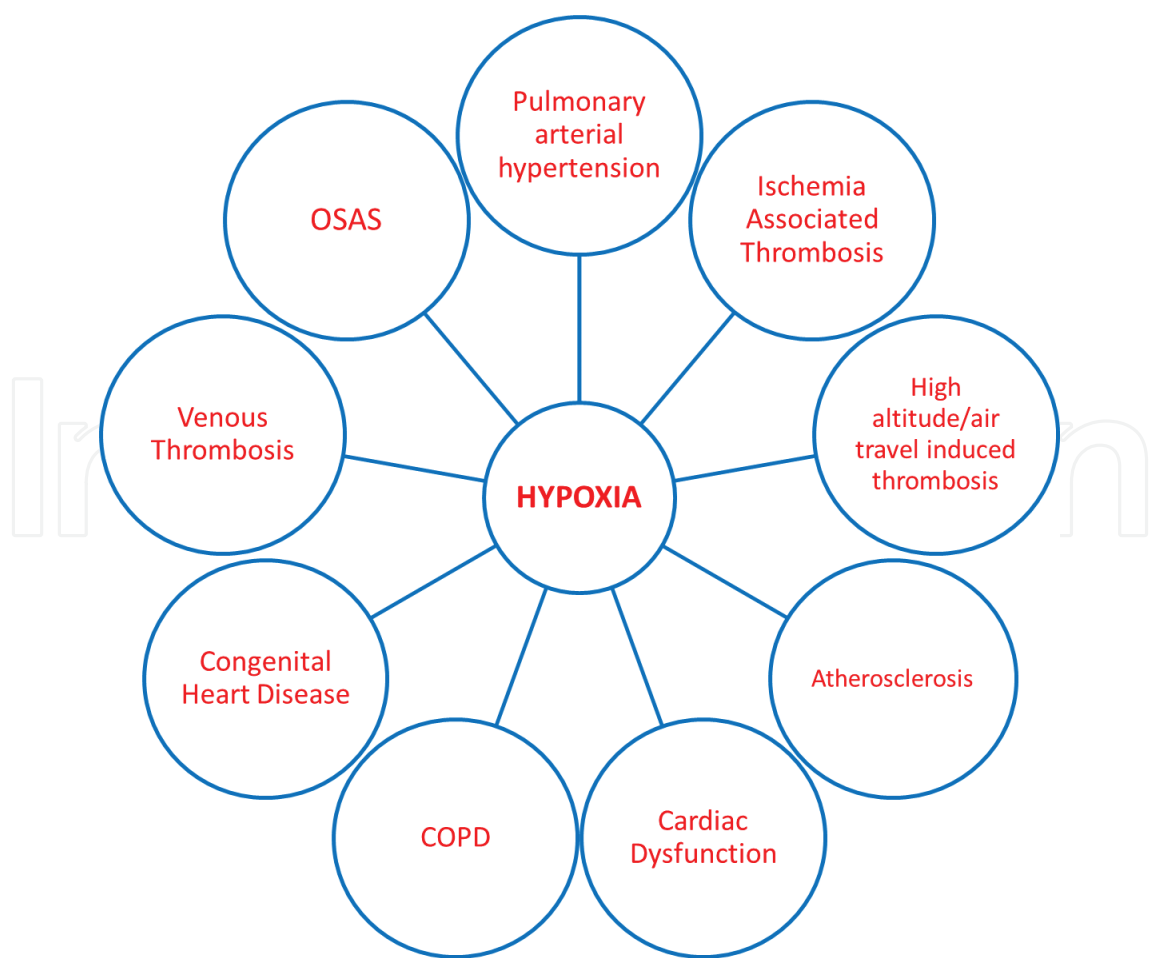 Pulmonary
arterial
hypertension
Ischemia
Associated
Thrombosis
High
altitude/air
travel induced
thrombosis
Atherosclerosis
Cardiac
Dysfunction
COPD
Congenital
Heart Disease
Venous
Thrombosis
OSAS
HYPOXIA